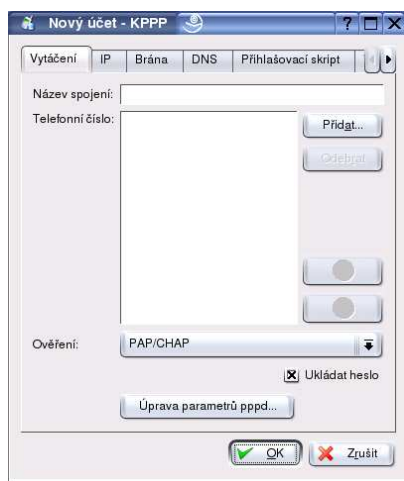 Nový účet - KPPP
Vytáčení IP Brána DNS Přihlašovací skript
Název spojení:
Telefonní číslo:
Přidat...
Odebrat
Ověření: PAP/CHAP
Ukládat heslo
Úprava parametrů pppd...
OK Zrušit